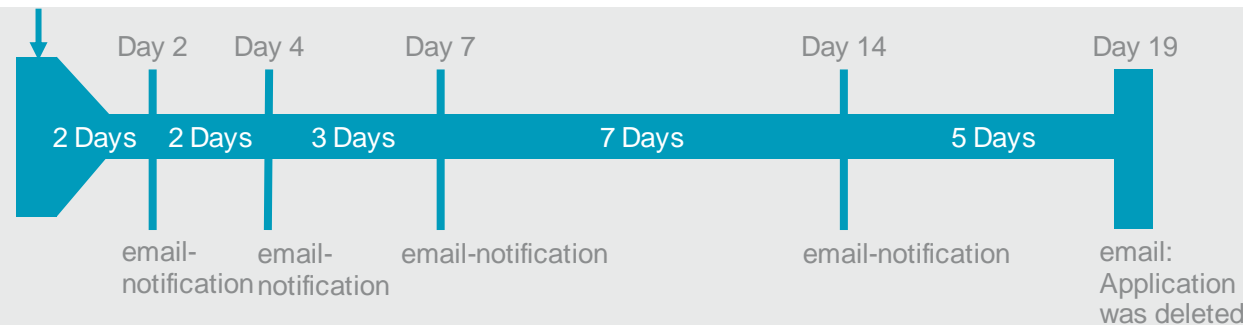 Day 2
Day 4
Day 7
Day 14
Day 19
2 Days
2 Days
3 Days
7 Days
5 Days
email-
notification
email-
notification
email-notification
email-notification
email:
Application
was deleted